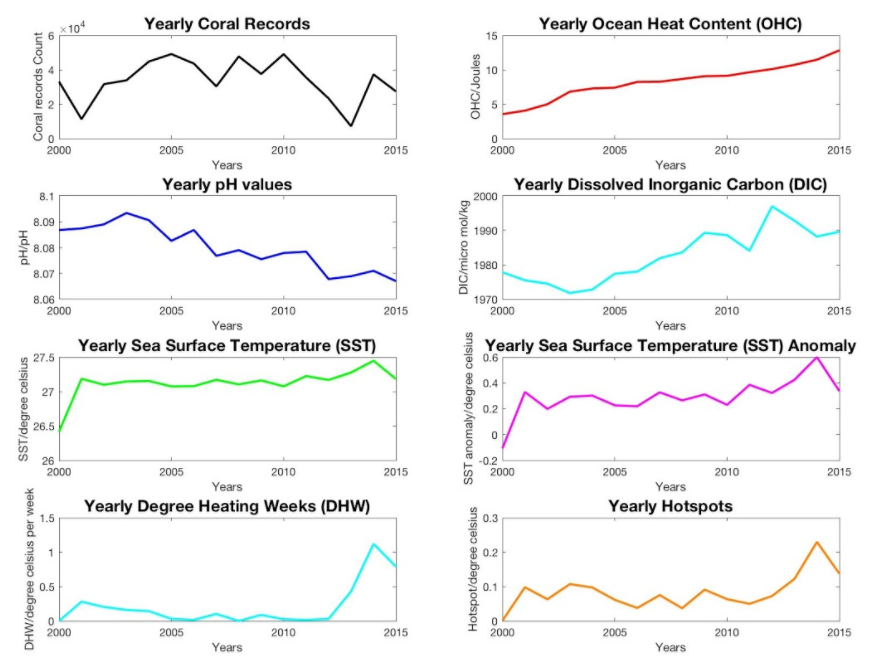 Yearly Coral Records
×10⁴
Coral records Count
6
4
2
0
2000 2005 2010 2015
Years
Yearly Ocean Heat Content (OHC)
OHC/Joules
15
10
5
0
2000 2005 2010 2015
Years
Yearly pH values
pH/pH
8.1
8.09
8.08
8.07
8.06
2000 2005 2010 2015
Years
Yearly Dissolved Inorganic Carbon (DIC)
DIC/micro mol/kg
2000
1990
1980
1970
2000 2005 2010 2015
Years
Yearly Sea Surface Temperature (SST)
SST/degree celsius
27.5
27
26.5
26
2000 2005 2010 2015
Years
Yearly Sea Surface Temperature (SST) Anomaly
SST anomaly/degree celsius
0.6
0.4
0.2
0
-0.2
2000 2005 2010 2015
Years
Yearly Degree Heating Weeks (DHW)
DHW/degree celsius per week
1.5
1
0.5
0
2000 2005 2010 2015
Years
Yearly Hotspots
Hotspot/degree celsius
0.3
0.2
0.1
0
2000 2005 2010 2015
Years